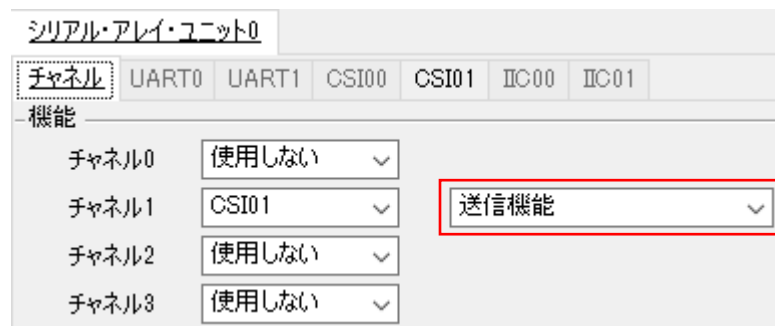 シリアル・アレイ・ユニット0
チャネル UART0 UART1 CSI00 CSI01 IIC00 IIC01
機能
チャネル0 使用しない
チャネル1 CSI01 送信機能
チャネル2 使用しない
チャネル3 使用しない